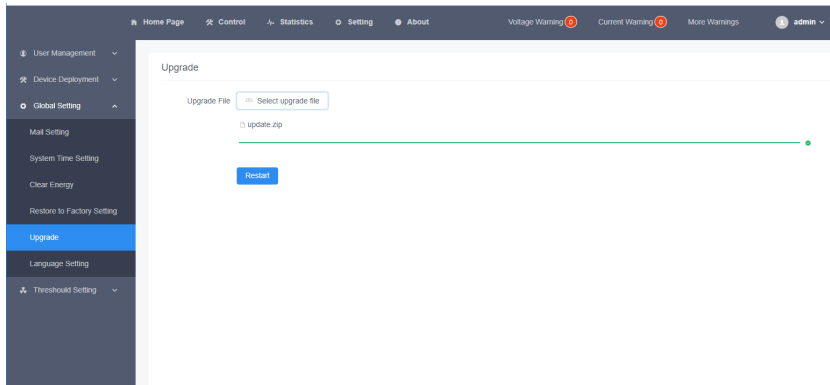 Home Page Control Statistics Setting About Voltage Warning 0 Current Warning 0 More Warnings 1 admin
User Management
Device Deployment
Global Setting
Mail Setting
System Time Setting
Clear Energy
Restore to Factory Setting
Upgrade
Language Setting
Threshould Setting
Upgrade
Upgrade File Select upgrade file
update.zip
Restart